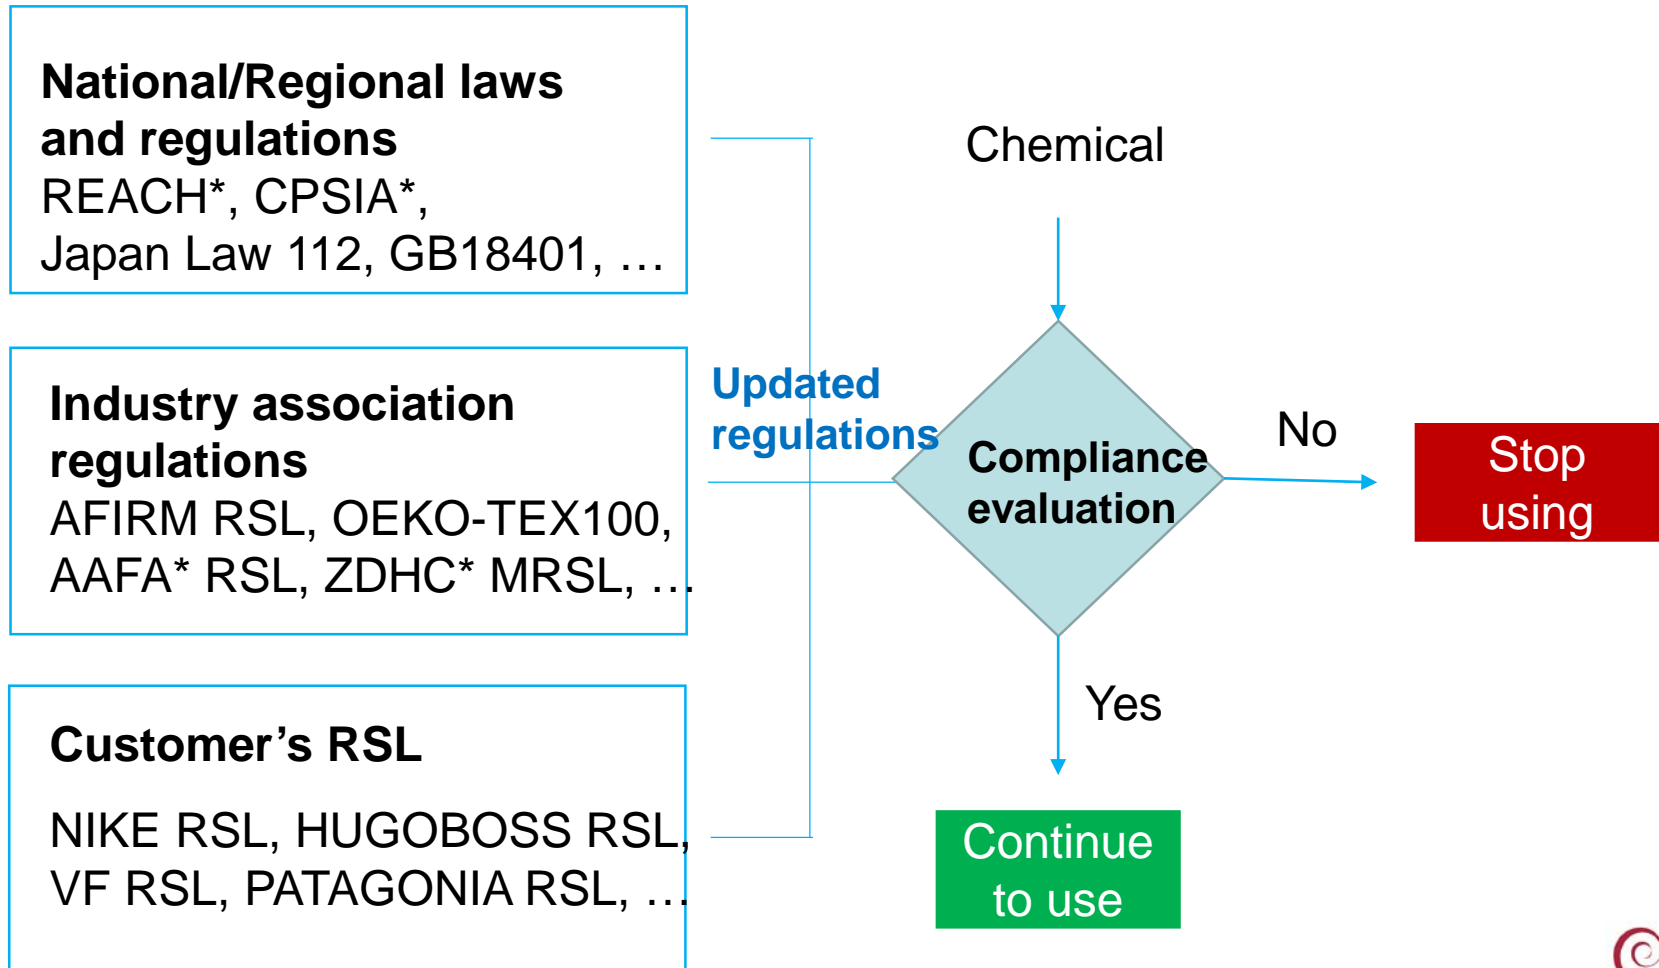 National/Regional laws
and regulations
REACH*, CPSIA*,
Japan Law 112, GB18401, …
Industry association
regulations
AFIRM RSL, OEKO-TEX100,
AAFA* RSL, ZDHC* MRSL, …
Customer’s RSL
NIKE RSL, HUGOBOSS RSL,
VF RSL, PATAGONIA RSL, …
Updated
regulations
Chemical
Compliance
evaluation
No
Stop
using
Yes
Continue
to use